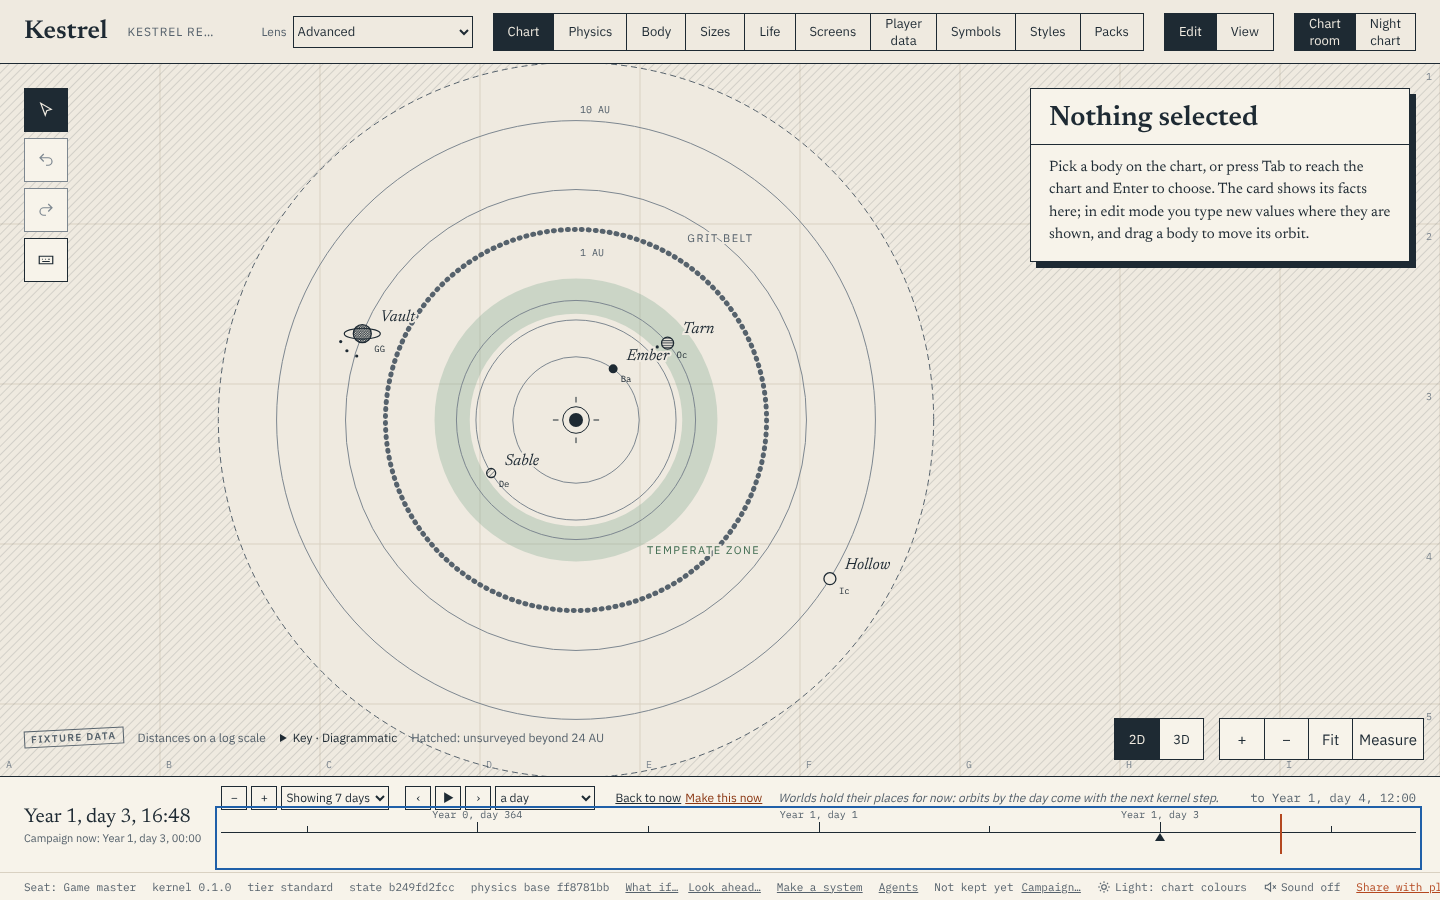 Kestrel
KESTREL RE…
Lens
Advanced
Chart
Physics
Body
Sizes
Life
Screens
Player data
Symbols
Styles
Packs
Edit
View
Chart room
Night chart
1
Nothing selected
Pick a body on the chart, or press Tab to reach the
chart and Enter to choose. The card shows its facts
here; in edit mode you type new values where they are
shown, and drag a body to move its orbit.
10 AU
GRIT BELT
2
1 AU
Vault
GG
Tarn
Oc
Ember
Ba
3
Sable
De
TEMPERATE ZONE
4
Hollow
Ic
5
FIXTURE DATA
Distances on a log scale
Key · Diagrammatic
Hatched: unsurveyed beyond 24 AU
2D
3D
+
−
Fit
Measure
A
B
C
D
E
F
G
H
I
Year 1, day 3, 16:48
Campaign now: Year 1, day 3, 00:00
−
+
Showing 7 days
‹
›
a day
Back to now
Make this now
Worlds hold their places for now: orbits by the day come with the next kernel step.
to Year 1, day 4, 12:00
Year 0, day 364
Year 1, day 1
Year 1, day 3
Seat: Game master
kernel 0.1.0
tier standard
state b249fd2fcc
physics base ff8781bb
What if…
Look ahead…
Make a system
Agents
Not kept yet
Campaign…
Light: chart colours
Sound off
Share with pl